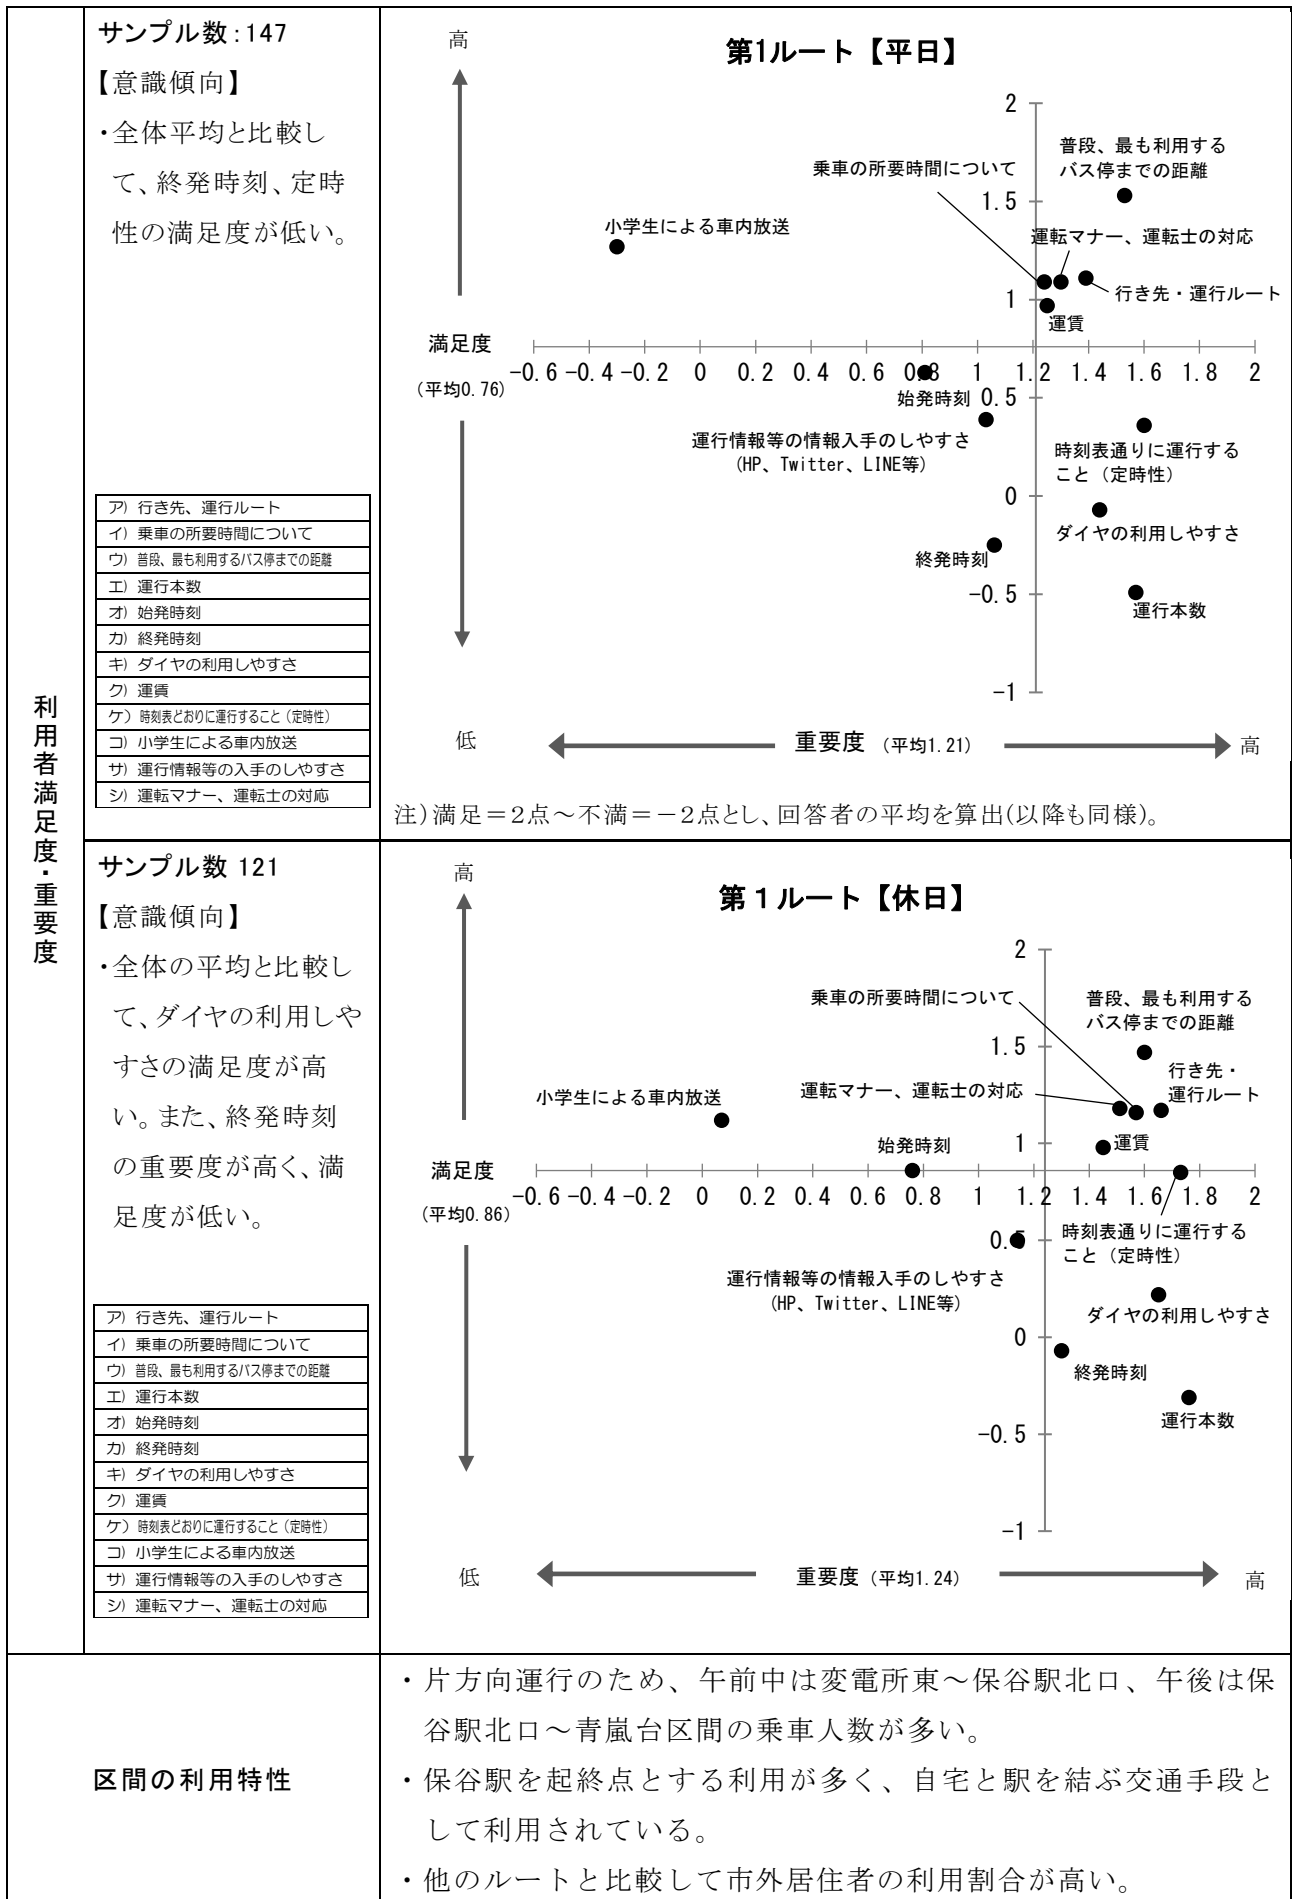 利用者満足度・重要度
サンプル数:147
【意識傾向】
・全体平均と比較し
て、終発時刻、定時
性の満足度が低い。
ア) 行き先、運行ルート
イ) 乗車の所要時間について
ウ) 普段、最も利用するバス停までの距離
エ) 運行本数
オ) 始発時刻
カ) 終発時刻
キ) ダイヤの利用しやすさ
ク) 運賃
ケ) 時刻表どおりに運行すること(定時性)
コ) 小学生による車内放送
サ) 運行情報等の入手のしやすさ
シ) 運転マナー、運転士の対応
高
第1ルート【平日】
2
普段、最も利用する
バス停までの距離
乗車の所要時間について
1.5
小学生による車内放送
運転マナー、運転士の対応
1
行き先・運行ルート
運賃
満足度
(平均0.76)
-0.6 -0.4 -0.2 0 0.2 0.4 0.6 0.8 1 1.2 1.4 1.6 1.8 2
始発時刻
0.5
運行情報等の情報入手のしやすさ
(HP、Twitter、LINE等)
時刻表通りに運行する
こと(定時性)
0
ダイヤの利用しやすさ
終発時刻
-0.5
運行本数
-1
低
重要度 (平均1.21)
高
注)満足=2点~不満=-2点とし、回答者の平均を算出(以降も同様)。
サンプル数 121
【意識傾向】
・全体の平均と比較し
て、ダイヤの利用しや
すさの満足度が高
い。また、終発時刻
の重要度が高く、満
足度が低い。
ア) 行き先、運行ルート
イ) 乗車の所要時間について
ウ) 普段、最も利用するバス停までの距離
エ) 運行本数
オ) 始発時刻
カ) 終発時刻
キ) ダイヤの利用しやすさ
ク) 運賃
ケ) 時刻表どおりに運行すること(定時性)
コ) 小学生による車内放送
サ) 運行情報等の入手のしやすさ
シ) 運転マナー、運転士の対応
高
第1ルート【休日】
2
乗車の所要時間について
普段、最も利用する
バス停までの距離
1.5
行き先・
運行ルート
運転マナー、運転士の対応
小学生による車内放送
始発時刻
1
運賃
満足度
(平均0.86)
-0.6 -0.4 -0.2 0 0.2 0.4 0.6 0.8 1 1.2 1.4 1.6 1.8 2
0.5
時刻表通りに運行する
こと(定時性)
運行情報等の情報入手のしやすさ
(HP、Twitter、LINE等)
ダイヤの利用しやすさ
0
終発時刻
運行本数
-0.5
-1
低
重要度 (平均1.24)
高
区間の利用特性
・片方向運行のため、午前中は変電所東~保谷駅北口、午後は保
谷駅北口~青嵐台区間の乗車人数が多い。
・保谷駅を起終点とする利用が多く、自宅と駅を結ぶ交通手段と
して利用されている。
・他のルートと比較して市外居住者の利用割合が高い。